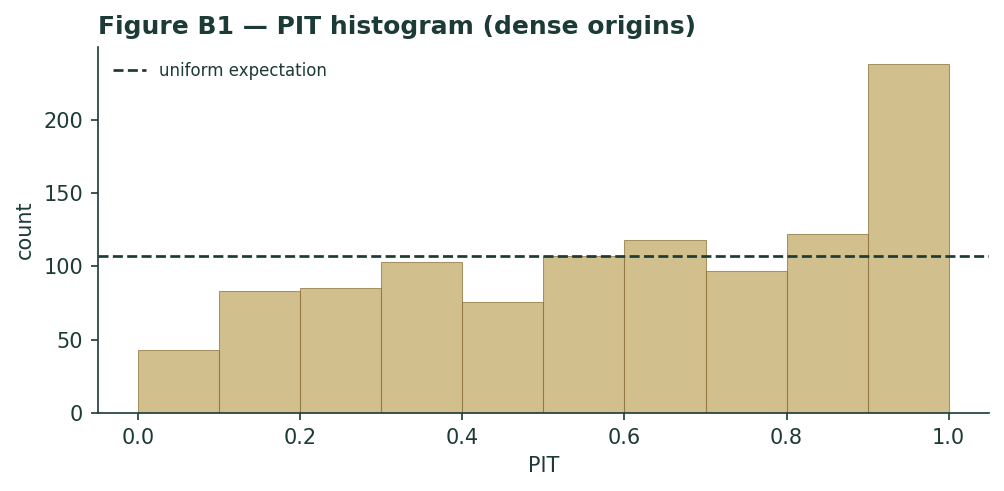 Figure B1 — PIT histogram (dense origins)
uniform expectation
200
150
100
50
0
count
0.0 0.2 0.4 0.6 0.8 1.0
PIT